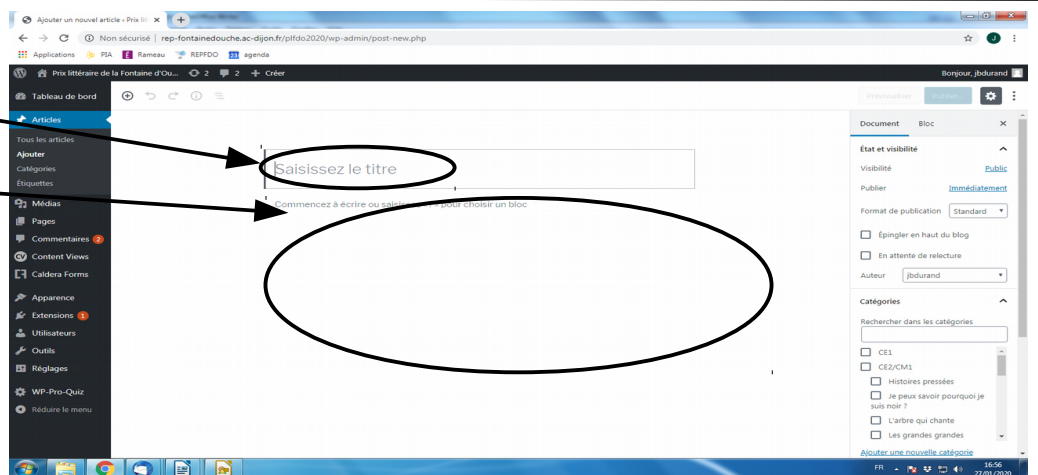 Ajouter un nouvel article ‹ Prix litt
Non sécurisé | rep-fontainedouche.ac-dijon.fr/plfdo2020/wp-admin/post-new.php
J
Applications PIA Rameau REPFDO agenda
Prix littéraire de la Fontaine d'Ou... 2 2 + Créer
Bonjour, jbdurand
Tableau de bord
Articles
Tous les articles
Ajouter
Catégories
Étiquettes
Médias
Pages
Commentaires 2
Content Views
Caldera Forms
Apparence
Extensions 1
Utilisateurs
Outils
Réglages
WP-Pro-Quiz
Réduire le menu
Saisissez le titre
Commencez à écrire ou pour choisir un bloc
Prévisualiser Publier…
Document Bloc
État et visibilité
Visibilité Public
Publier Immédiatement
Format de publication Standard
Épingler en haut du blog
En attente de relecture
Auteur jbdurand
Catégories
Rechercher dans les catégories
CE1
CE2/CM1
Histoires pressées
Je peux savoir pourquoi je
suis noir ?
L'arbre qui chante
Les grandes grandes
Ajouter une nouvelle catégorie
FR 16:56
27/01/2020